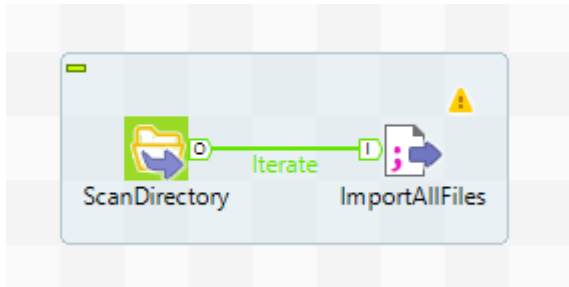 O
I
Iterate
ScanDirectory
ImportAllFiles